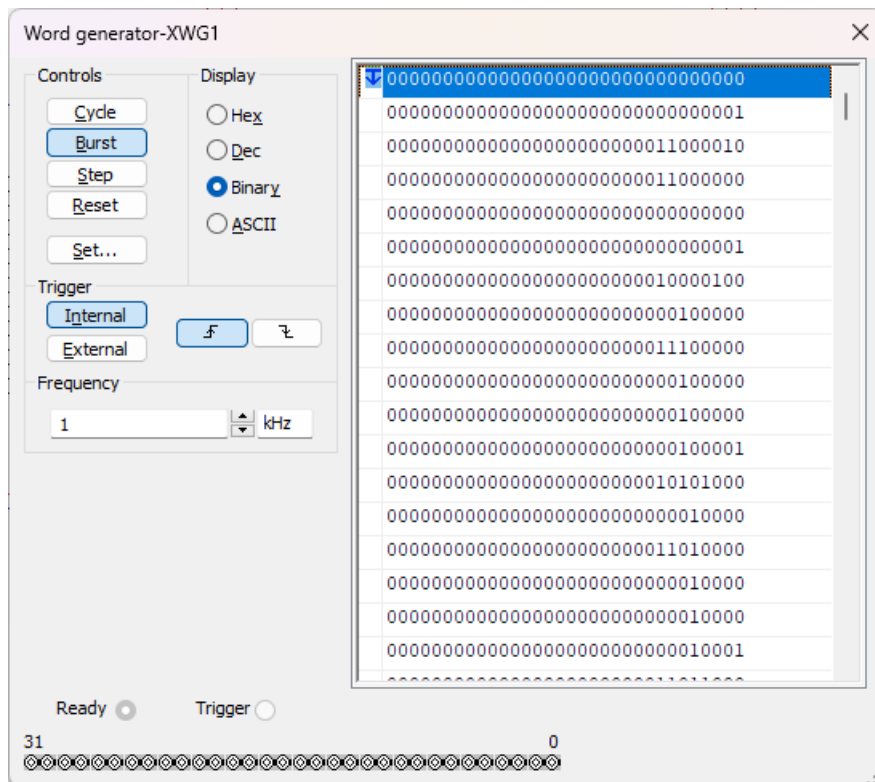 Word generator-XWG1
Controls
Cycle
Burst
Step
Reset
Set...
Display
Hex
Dec
Binary
ASCII
Trigger
Internal
External
Frequency
1 kHz
00000000000000000000000000000000
00000000000000000000000000000001
00000000000000000000000011000010
00000000000000000000000011000000
00000000000000000000000000000000
00000000000000000000000000000001
00000000000000000000000010000100
00000000000000000000000000100000
00000000000000000000000011100000
00000000000000000000000000100000
00000000000000000000000000100000
00000000000000000000000000100001
00000000000000000000000010101000
00000000000000000000000000010000
00000000000000000000000011010000
00000000000000000000000000010000
00000000000000000000000000010000
00000000000000000000000000010001
Ready
Trigger
31 0